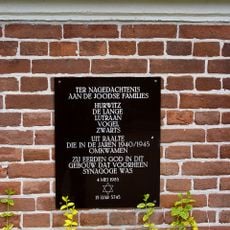 TER NAGEDACHTENIS
AAN DE JOODSE FAMILIES
HURWITZ
DE LANGE
LUTRAAN
VOGEL
ZWARTS
UIT RAALTE
DIE IN DE JAREN 1940/1945
OMKWAMEN
ZIJ EERDEN GOD IN DIT
GEBOUW DAT VOORHEEN
SYNAGOGE WAS
4 MEI 1985
13 IJAR 5745